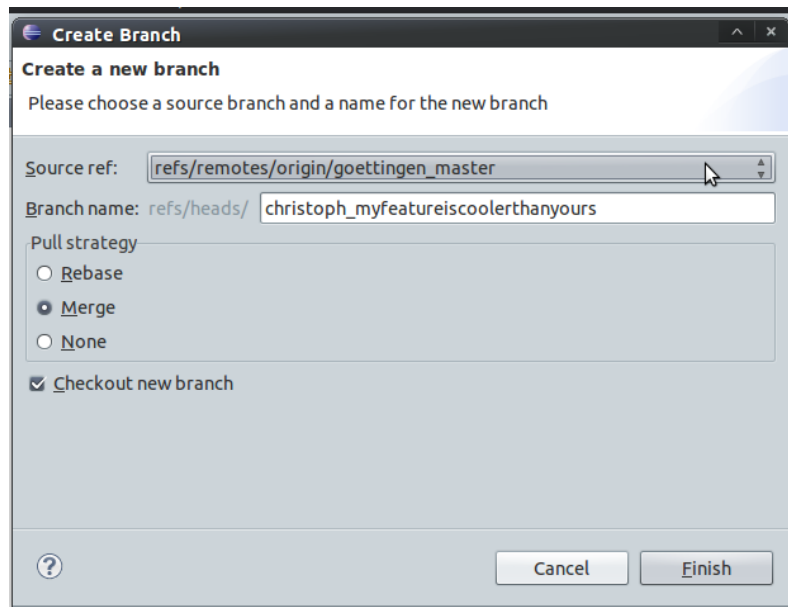 Create Branch
Create a new branch
Please choose a source branch and a name for the new branch
Source ref: refs/remotes/origin/goettingen_master
Branch name: refs/heads/ christoph_myfeatureiscoolerthanyours
Pull strategy
Rebase
Merge
None
Checkout new branch
? Cancel Finish